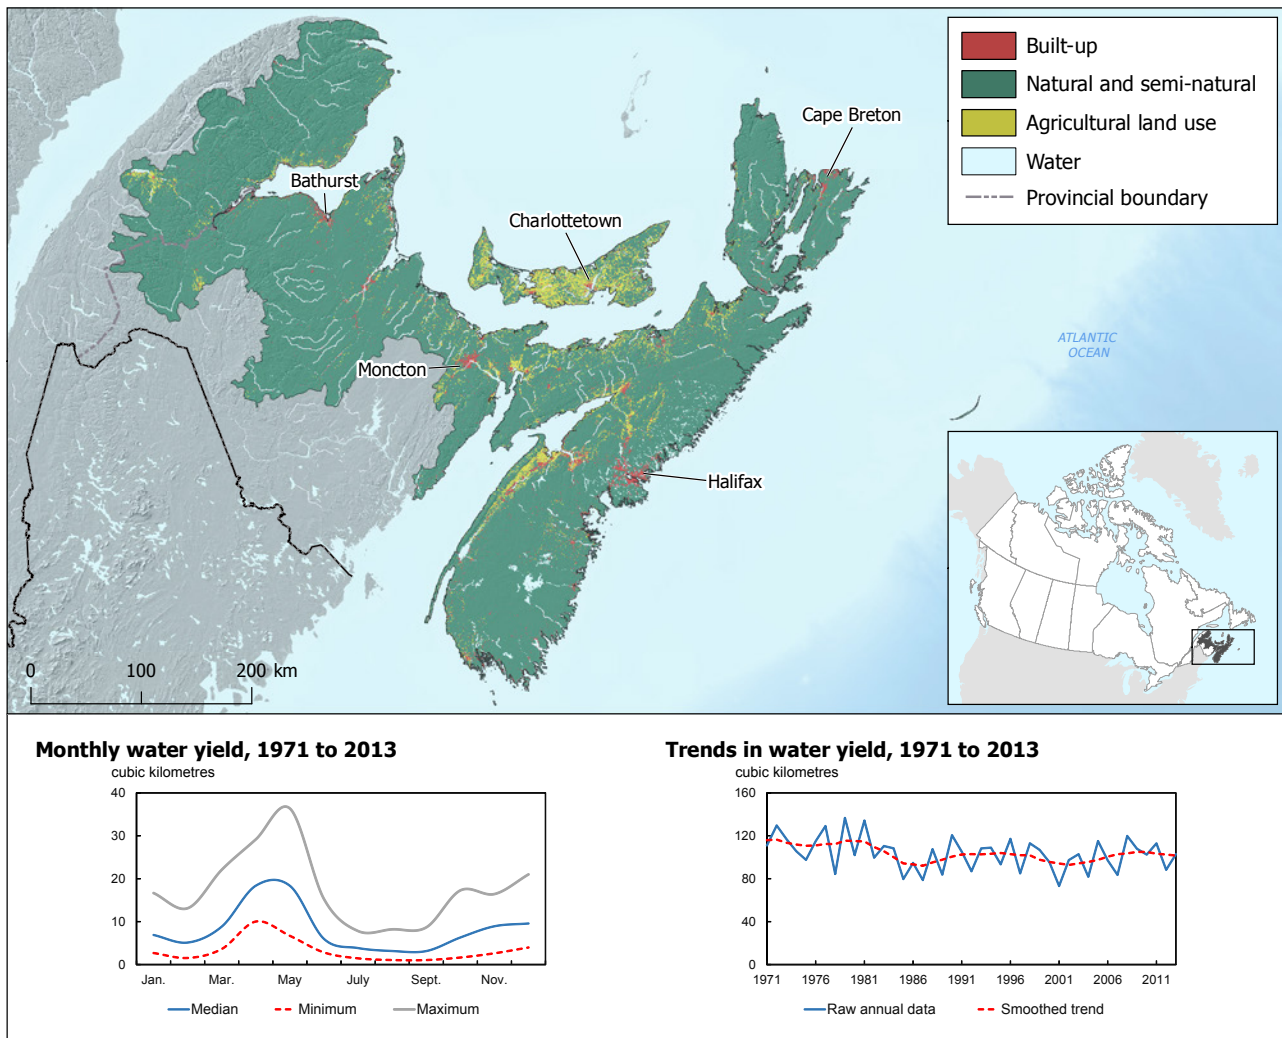 Built-up
Natural and semi-natural
Agricultural land use
Water
Provincial boundary
Cape Breton
Bathurst
Charlottetown
Moncton
Halifax
ATLANTIC
OCEAN
0 100 200 km
Monthly water yield, 1971 to 2013
cubic kilometres
40
30
20
10
0
Jan. Mar. May July Sept. Nov.
Median Minimum Maximum
Trends in water yield, 1971 to 2013
cubic kilometres
160
120
80
40
0
1971 1976 1981 1986 1991 1996 2001 2006 2011
Raw annual data Smoothed trend